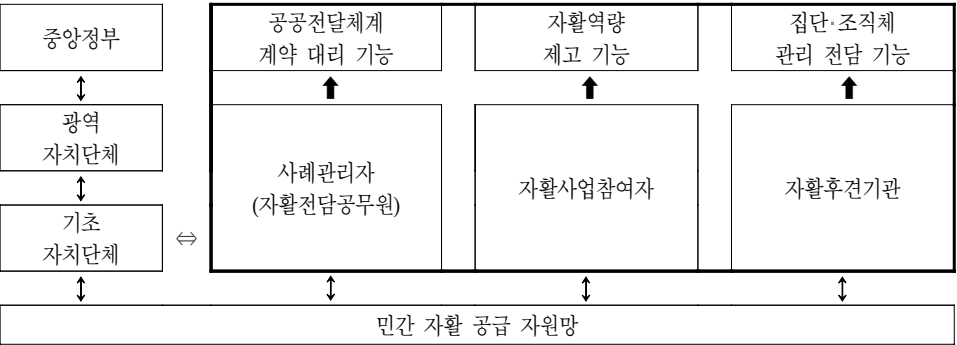 중앙정부
공공전달체계
계약 대리 기능
자활역량
제고 기능
집단·조직체
관리 전담 기능
광역
자치단체
사례관리자
(자활전담공무원)
자활사업참여자
자활후견기관
기초
자치단체
민간 자활 공급 자원망